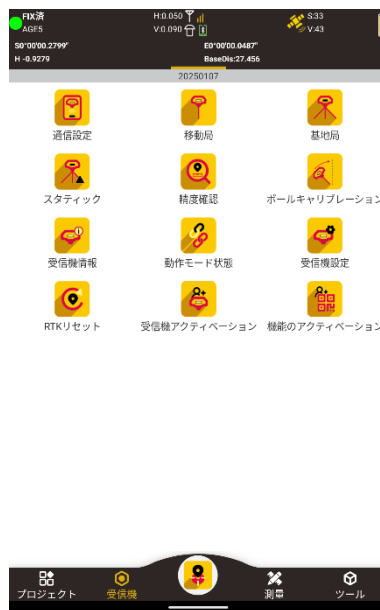 FIX済 H:0.050 S:33
AGE5 V:0.090 V:43
S0°00'00.2799" E0°00'00.0487"
H -0.9279 BaseDis:27.456
20250107
通信設定 移動局 基地局
スタティック 精度確認 ポールキャリブレーション
受信機情報 動作モード状態 受信機設定
RTKリセット 受信機アクティベーション 機能のアクティベーション
プロジェクト 受信機 測量 ツール